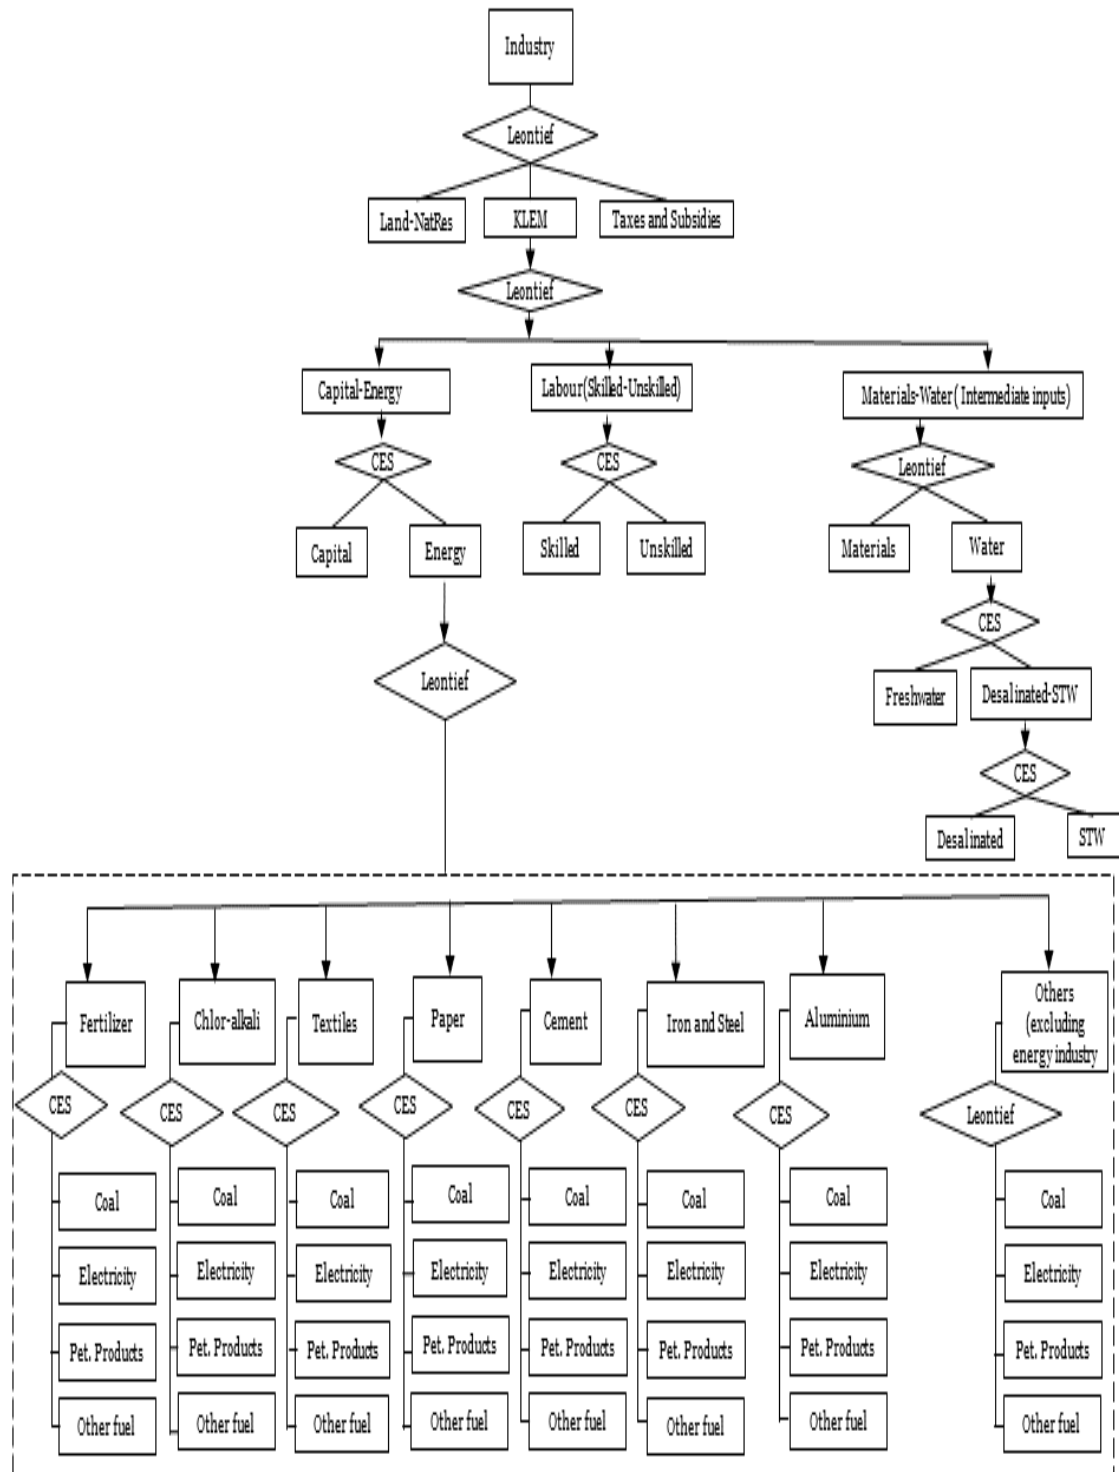 Industry
Leontief
Land-NatRes
KLEM
Taxes and Subsidies
Leontief
Capital-Energy
Labour(Skilled-Unskilled)
Materials-Water ( Intermediate inputs)
CES
CES
Leontief
Capital
Energy
Skilled
Unskilled
Materials
Water
CES
Leontief
Freshwater
Desalinated-STW
CES
Desalinated
STW
Fertilizer
Chlor-alkali
Textiles
Paper
Cement
Iron and Steel
Aluminium
Others
(excluding
energy industry
CES
CES
CES
CES
CES
CES
CES
Leontief
Coal
Coal
Coal
Coal
Coal
Coal
Coal
Coal
Electricity
Electricity
Electricity
Electricity
Electricity
Electricity
Electricity
Electricity
Pet. Products
Pet. Products
Pet. Products
Pet. Products
Pet. Products
Pet. Products
Pet. Products
Pet. Products
Other fuel
Other fuel
Other fuel
Other fuel
Other fuel
Other fuel
Other fuel
Other fuel